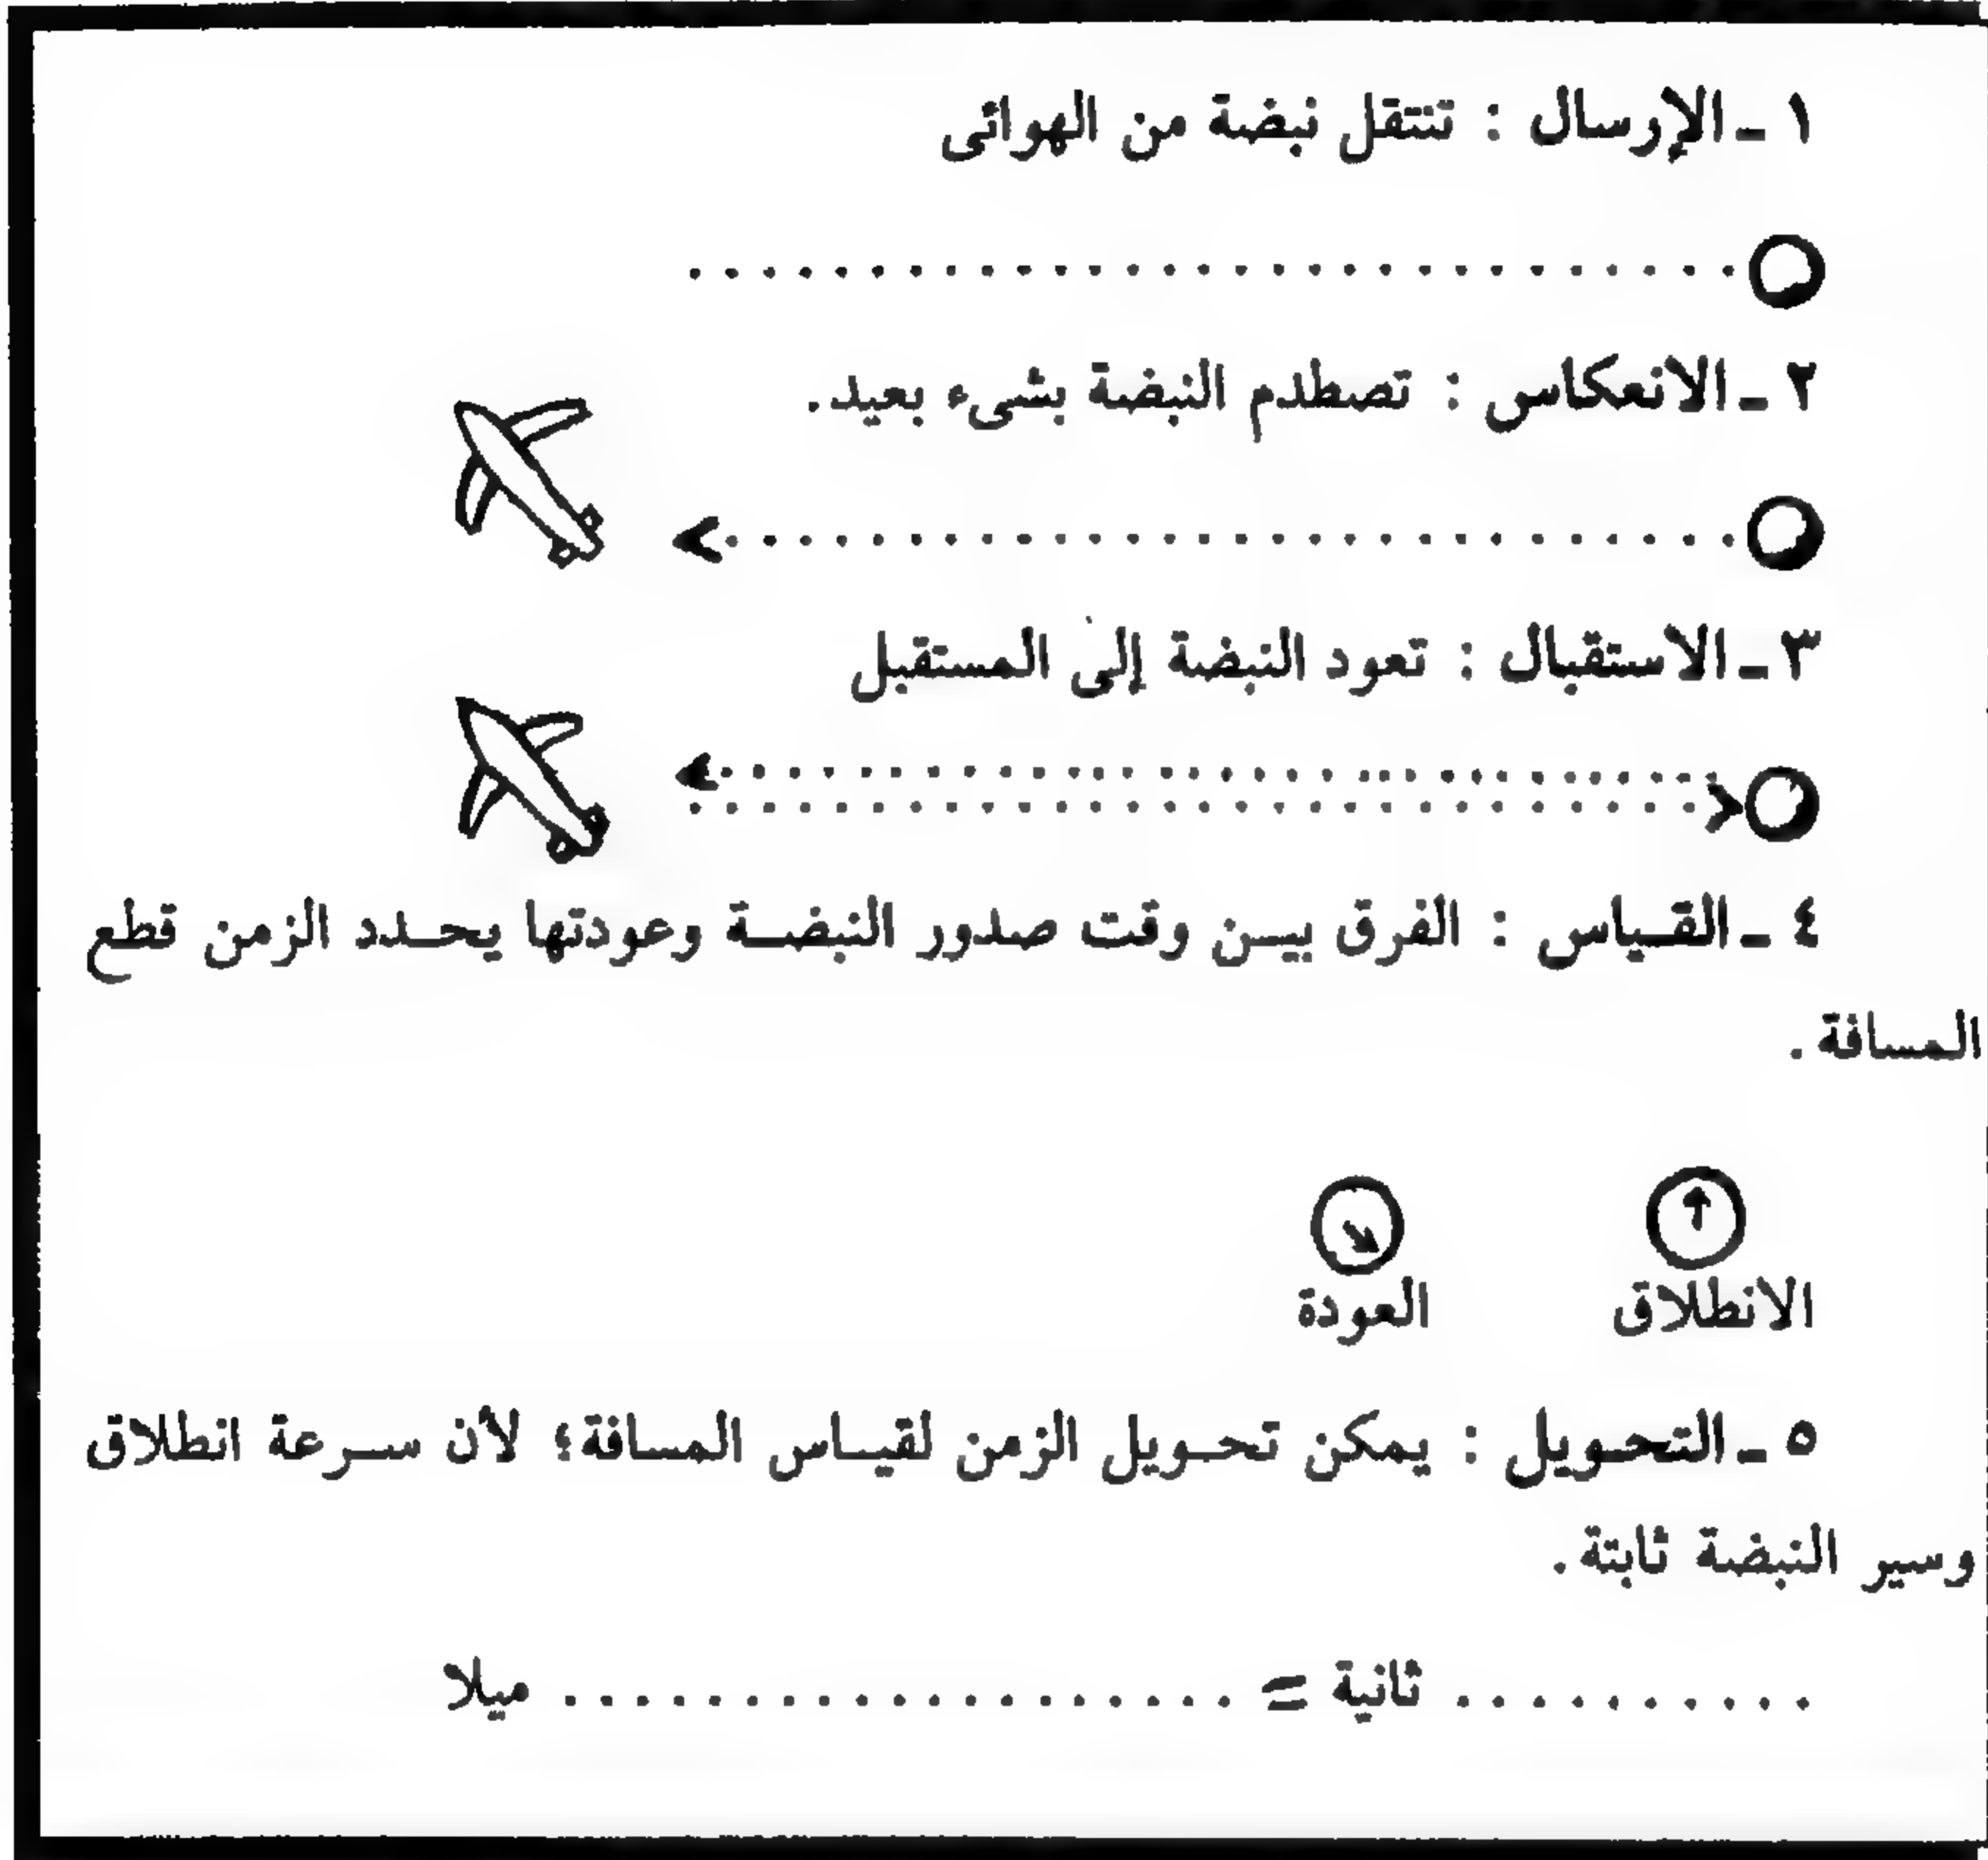 ١ ـ الإرسال : تنتقل نبضة من الهوائى
٢ ـ الانعكاس : تصطدم النبضة بشىء بعيد.
٣ ـ الاستقبال : تعود النبضة إلى المستقبل
٤ ـ القياس : الفرق بين وقت صدور النبضة وعودتها يحدد الزمن قطع
المسافة .
الانطلاق العودة
٥ ـ التحويل : يمكن تحويل الزمن لقياس المسافة؛ لأن سرعة انطلاق
وسير النبضة ثابتة .
........... ثانية = ................... ميلا